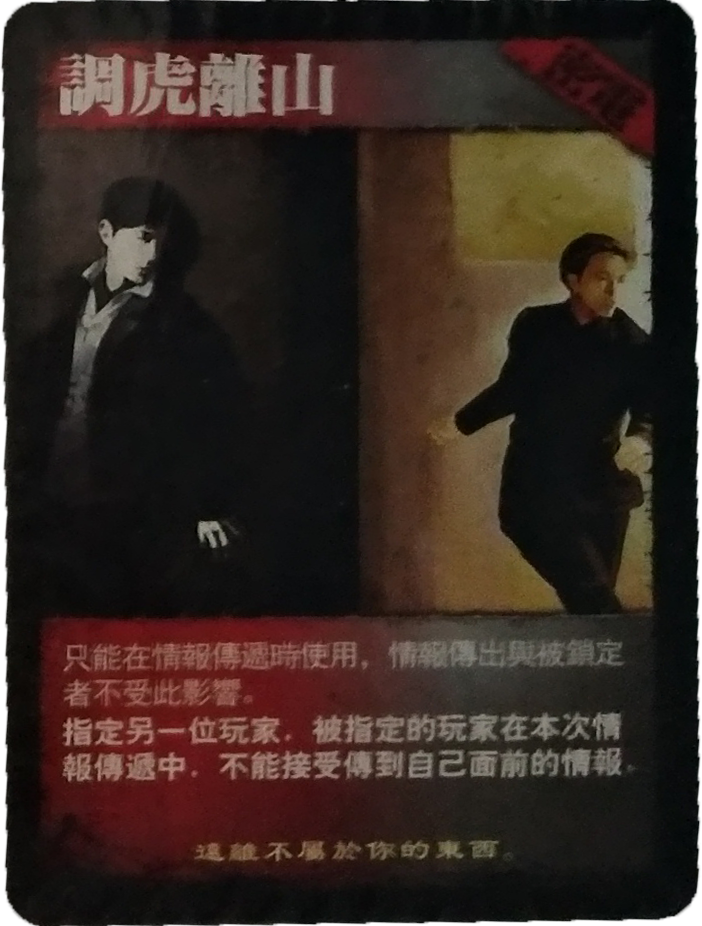 調虎離山
密電
只能在情報傳遞時使用，情報傳出與被鎖定
者不受此影響。
指定另一位玩家．被指定的玩家在本次情
報傳遞中．不能接受傳到自己面前的情報．
遠離不屬於你的東西。